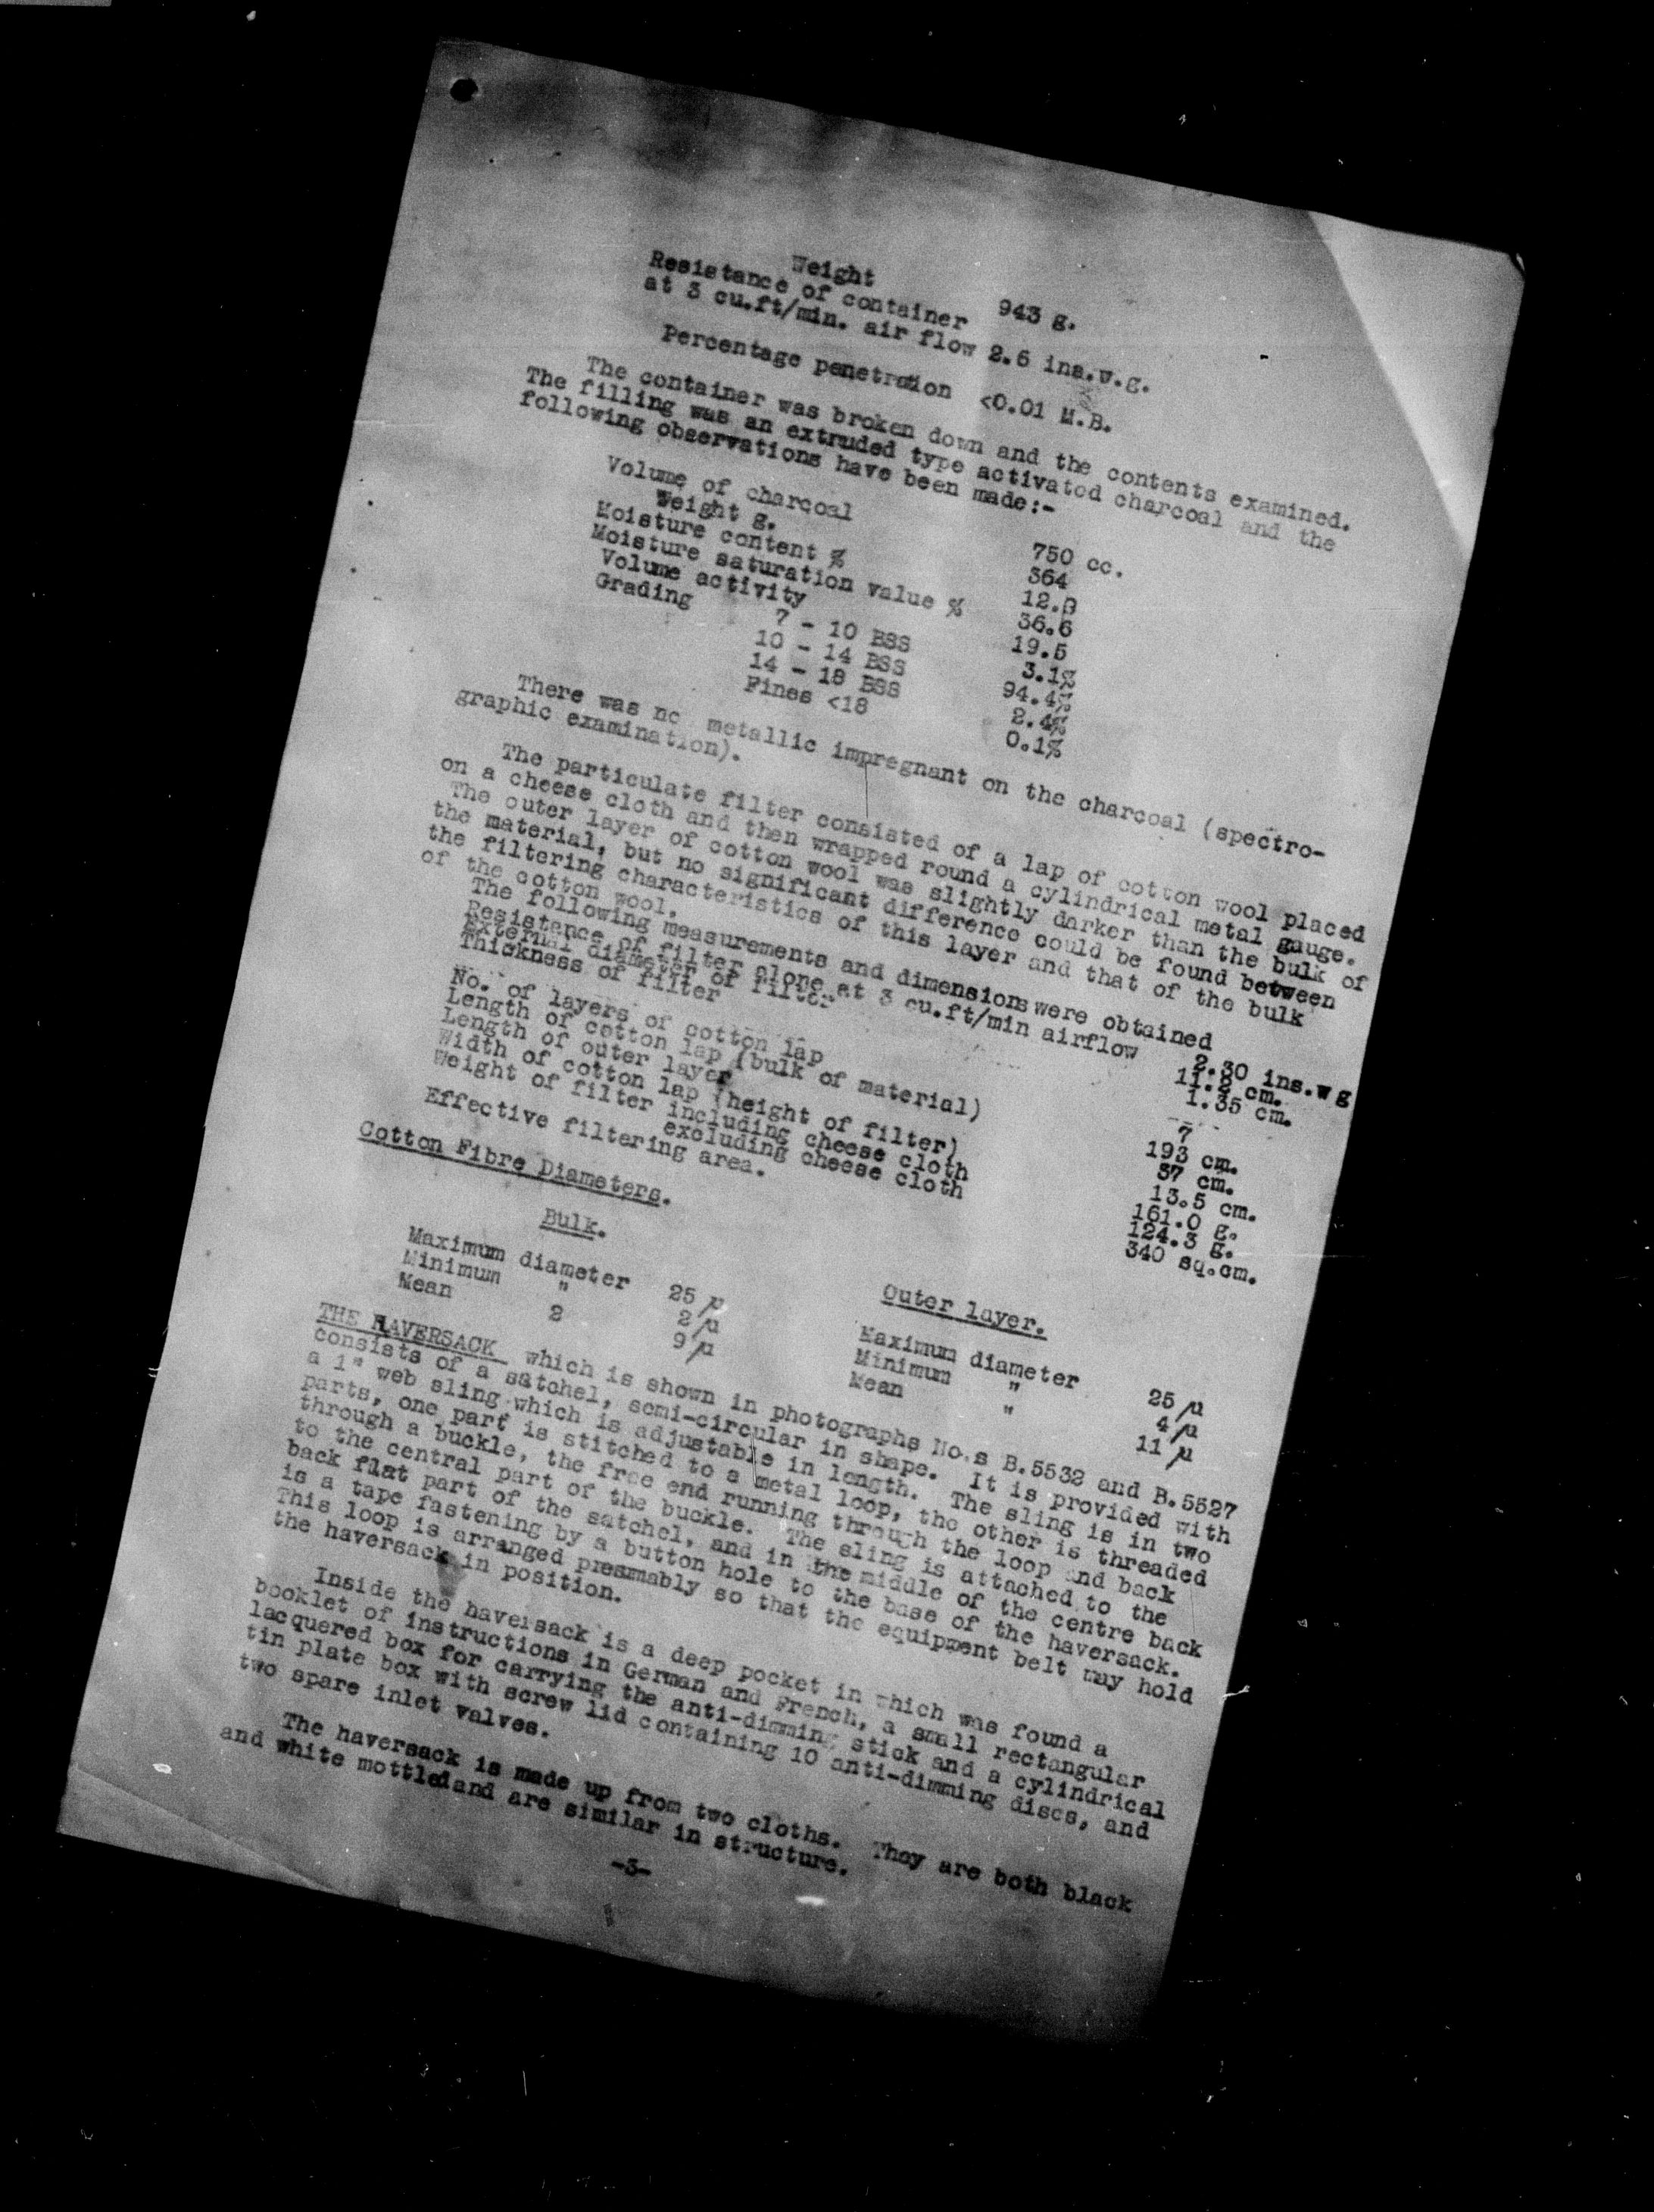 Weight 943 g.
Resistance of container
at 3 cu.ft/min. air flow 2.6 ins.w.g.
Percentage penetration <0.01 M.B.
The container was broken down and the contents examined.
The filling was an extruded type activated charcoal and the
following observations have been made:-
Volume of charcoal 750 cc.
Weight g. 364
Moisture content %
Moisture saturation value % 36.6
Volume activity 19.5
Grading 7 - 10 BSS 3.1%
10 - 14 BSS 94.4%
14 - 18 BSS 2.4%
Fines <18 0.1%
There was no metallic impregnant on the charcoal (spectro-
graphic examination).
The particulate filter consisted of a lap of cotton wool placed
on a cheese cloth and then wrapped round a cylindrical metal gauge.
The outer layer of cotton wool was slightly darker than the bulk of
the material, but no significant difference could be found between
the filtering characteristics of this layer and that of the bulk
of the cotton wool.
The following measurements and dimensions were obtained
Resistance of filter alone at 3 cu.ft/min airflow 2.30 ins.w g
External diameter of filter 11.2 cm.
Thickness of filter 1.35 cm.
No. of layers of cotton lap 7
Length of cotton lap (bulk of material) 193 cm.
Length of outer layer 37 cm.
Width of cotton lap (height of filter) 13.5 cm.
Weight of filter including cheese cloth 161.0 g.
excluding cheese cloth 124.3 g.
Effective filtering area. 340 sq.cm.
Cotton Fibre Diameters.
Bulk. Outer layer.
Maximum diameter 25 µ Maximum diameter 25 µ
Minimum " 2 µ Minimum " 4 µ
Mean 2 9 µ Mean " 11 µ
THE HAVERSACK which is shown in photographs No.s B.5532 and B.5527
consists of a satchel, semi-circular in shape. It is provided with
a 1" web sling which is adjustable in length. The sling is in two
parts, one part is stitched to a metal loop, the other is threaded
through a buckle, the free end running through the loop and back
to the central part of the buckle. The sling is attached to the
back flat part of the satchel, and in the middle of the centre back
is a tape fastening by a button hole to the base of the haversack.
This loop is arranged presumably so that the equipment belt may hold
the haversack in position.
Inside the haversack is a deep pocket in which was found a
booklet of instructions in German and French, a small rectangular
lacquered box for carrying the anti-dimming stick and a cylindrical
tin plate box with screw lid containing 10 anti-dimming discs, and
two spare inlet valves.
The haversack is made up from two cloths. They are both black
and white mottled and are similar in structure.
-3-